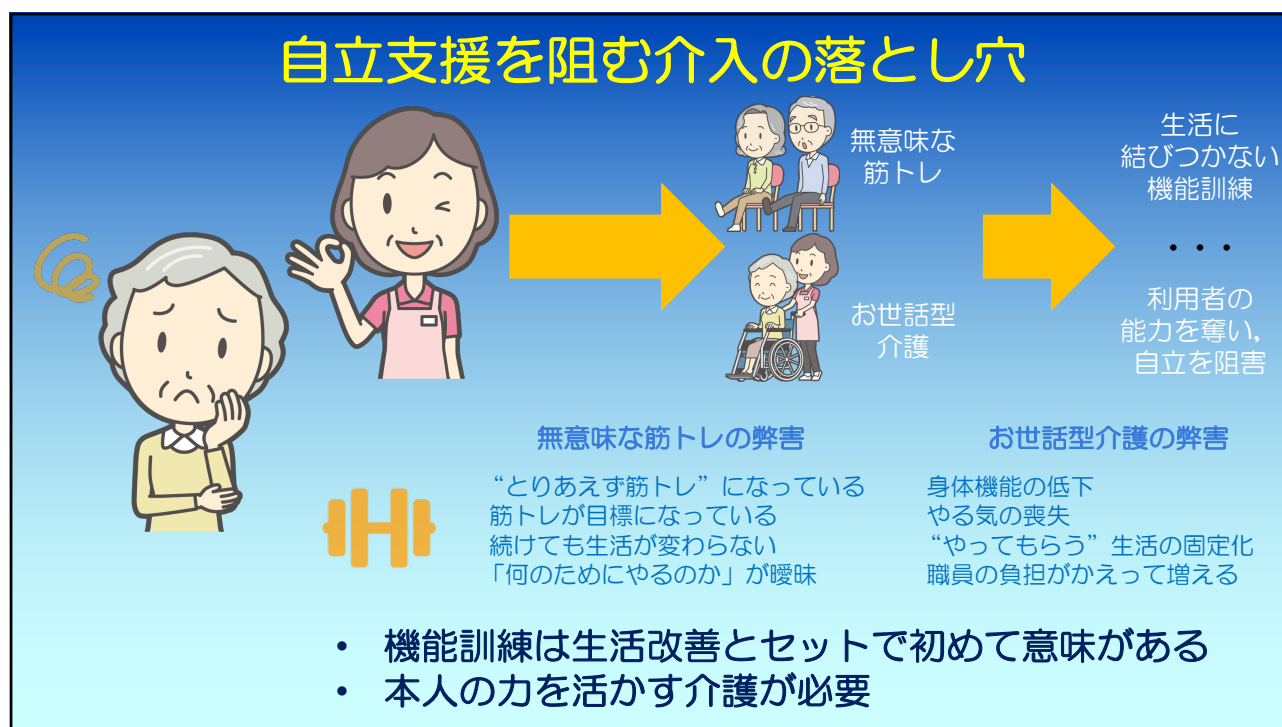 自立支援を阻む介入の落とし穴
無意味な
筋トレ
お世話型
介護
生活に
結びつかない
機能訓練
・・・
利用者の
能力を奪い，
自立を阻害
無意味な筋トレの弊害
“とりあえず筋トレ”になっている
筋トレが目標になっている
続けても生活が変わらない
「何のためにやるのか」が曖昧
お世話型介護の弊害
身体機能の低下
やる気の喪失
“やってもらう”生活の固定化
職員の負担がかえって増える
• 機能訓練は生活改善とセットで初めて意味がある
• 本人の力を活かす介護が必要